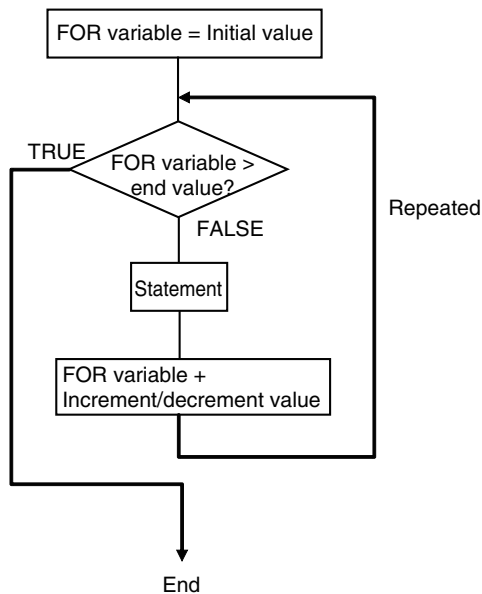 FOR variable = Initial value
TRUE
FOR variable >
end value?
Repeated
FALSE
Statement
FOR variable +
Increment/decrement value
End